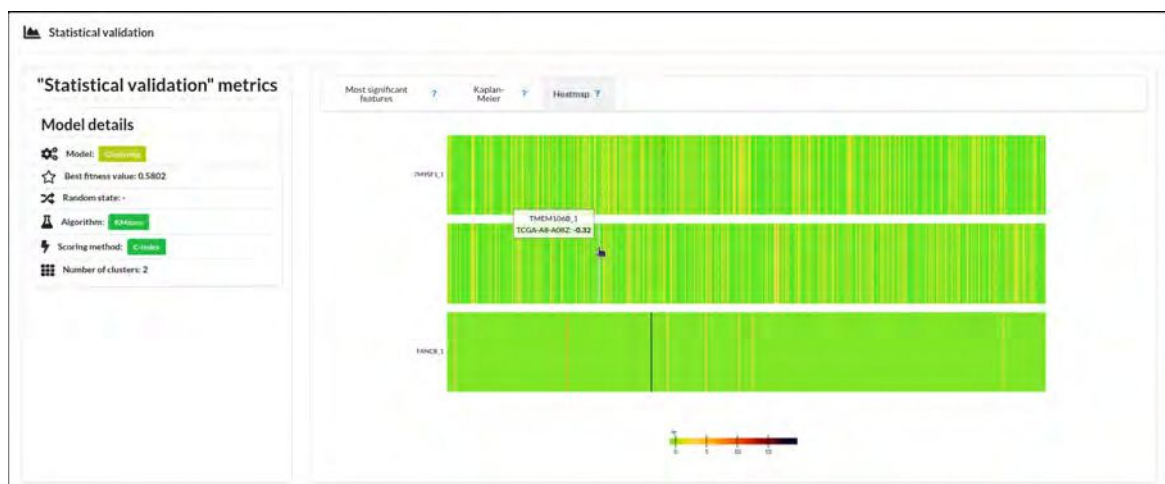 Statistical validation
"Statistical validation" metrics
Model details
Model: Clustering
Best fitness value: 0.5802
Random state: -
Algorithm: KMeans
Scoring method: C-Index
Number of clusters: 2
Most significant features ?
Kaplan-Meier ?
Heatmap ?
TMEM106B_1
TCGA-A8-A08Z: -0.32
0 5 10 15